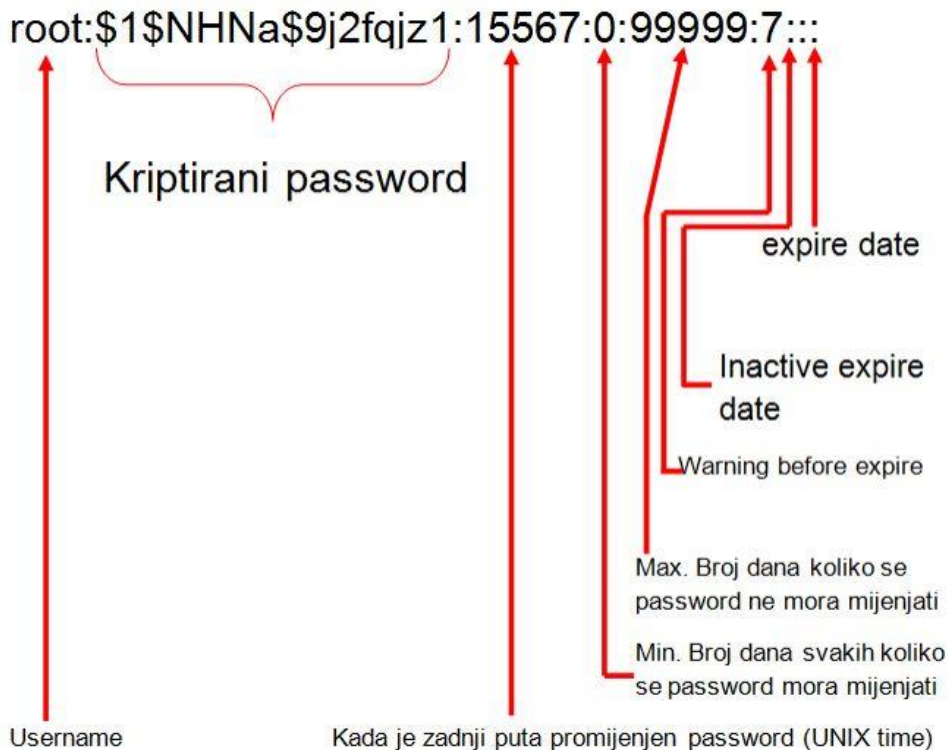 root:$1$NHNa$9j2fqjz1:15567:0:99999:7:::
Kriptirani password
expire date
Inactive expire
date
Warning before expire
Max. Broj dana koliko se
password ne mora mijenjati
Min. Broj dana svakih koliko
se password mora mijenjati
Username
Kada je zadnji puta promijenjen password (UNIX time)